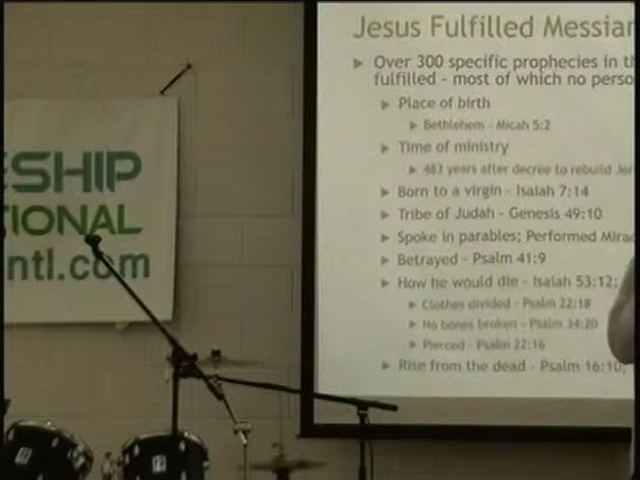 Jesus Fulfilled Messian
Over 300 specific prophecies in th
fulfilled - most of which no perso
Place of birth
Bethlehem - Micah 5:2
Time of ministry
483 years after decree to rebuild Jer
Born to a virgin - Isaiah 7:14
Tribe of Judah - Genesis 49:10
Spoke in parables; Performed Mirac
Betrayed - Psalm 41:9
How he would die - Isaiah 53:12;
Clothes divided - Psalm 22:18
No bones broken - Psalm 34:20
Pierced - Psalm 22:16
Rise from the dead - Psalm 16:10;
ESHIP
TIONAL
ntl.com